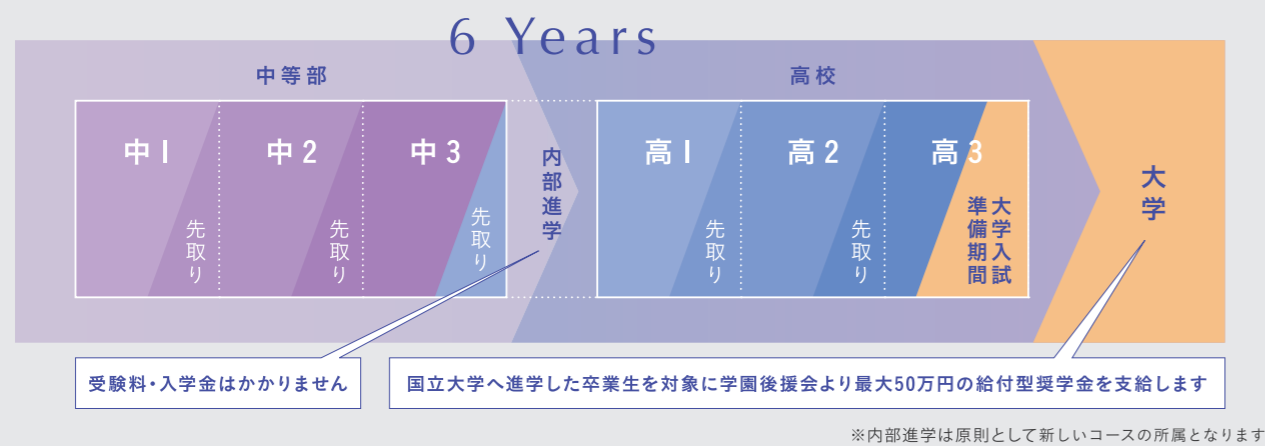 6 Years
中等部
高校
中1
先取り
中2
先取り
中3
先取り
内部進学
高1
先取り
高2
先取り
高3
大学入試
準備期間
大学
受験料・入学金はかかりません
国立大学へ進学した卒業生を対象に学園後援会より最大50万円の給付型奨学金を支給します
※内部進学は原則として新しいコースの所属となります